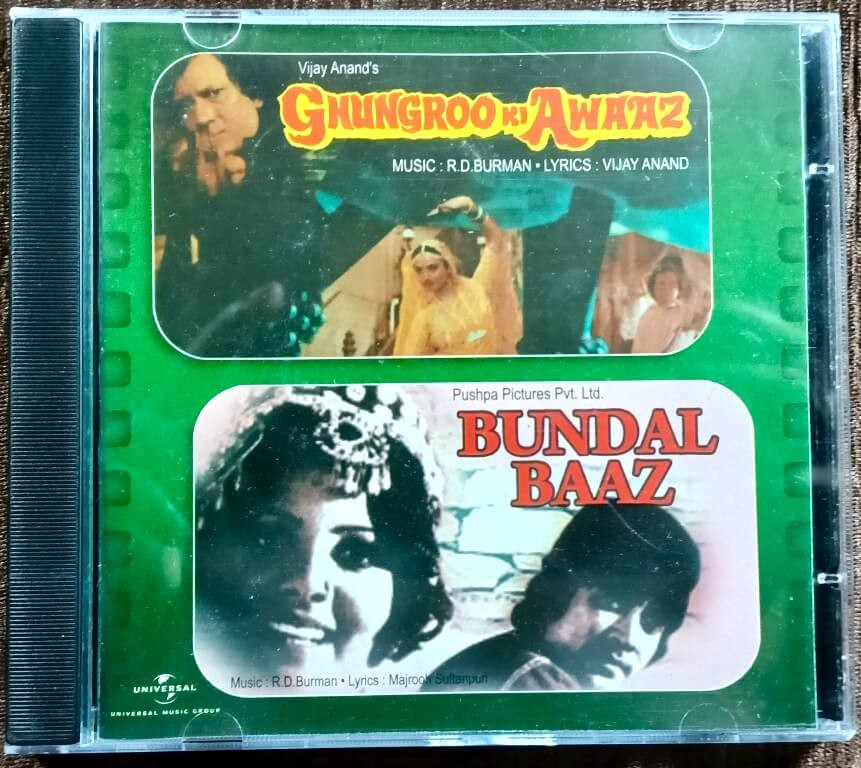 Vijay Anand's
GHUNGROO KI AWAAZ
MUSIC : R.D.BURMAN • LYRICS : VIJAY ANAND
Pushpa Pictures Pvt. Ltd.
BUNDAL
BAAZ
Music : R.D.Burman • Lyrics : Majrooh Sultanpuri
UNIVERSAL
UNIVERSAL MUSIC GROUP